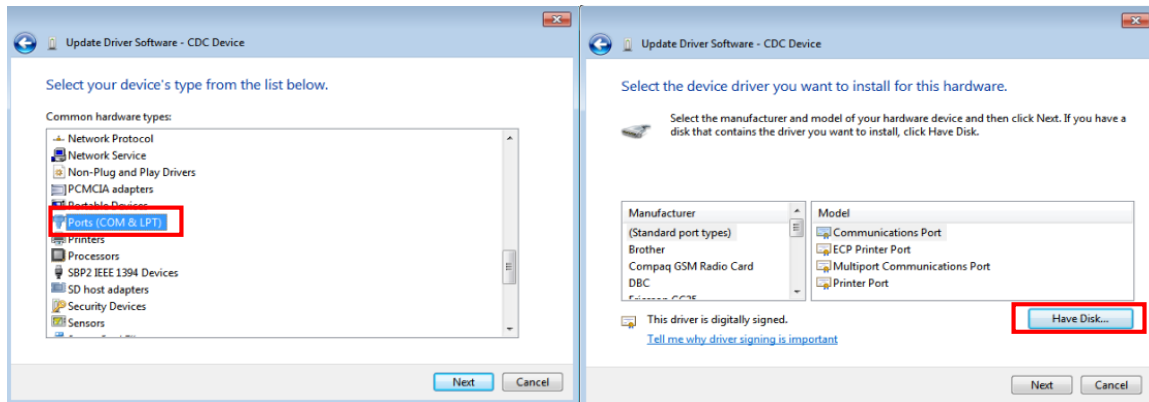 Update Driver Software - CDC Device
Select your device's type from the list below.
Common hardware types:
Network Protocol
Network Service
Non-Plug and Play Drivers
PCMCIA adapters
Portable Devices
Ports (COM & LPT)
Printers
Processors
SBP2 IEEE 1394 Devices
SD host adapters
Security Devices
Sensors
Next Cancel
Update Driver Software - CDC Device
Select the device driver you want to install for this hardware.
Select the manufacturer and model of your hardware device and then click Next. If you have a
disk that contains the driver you want to install, click Have Disk.
Manufacturer
(Standard port types)
Brother
Compaq GSM Radio Card
DBC
Model
Communications Port
ECP Printer Port
Multiport Communications Port
Printer Port
This driver is digitally signed.
Have Disk...
Tell me why driver signing is important
Next Cancel